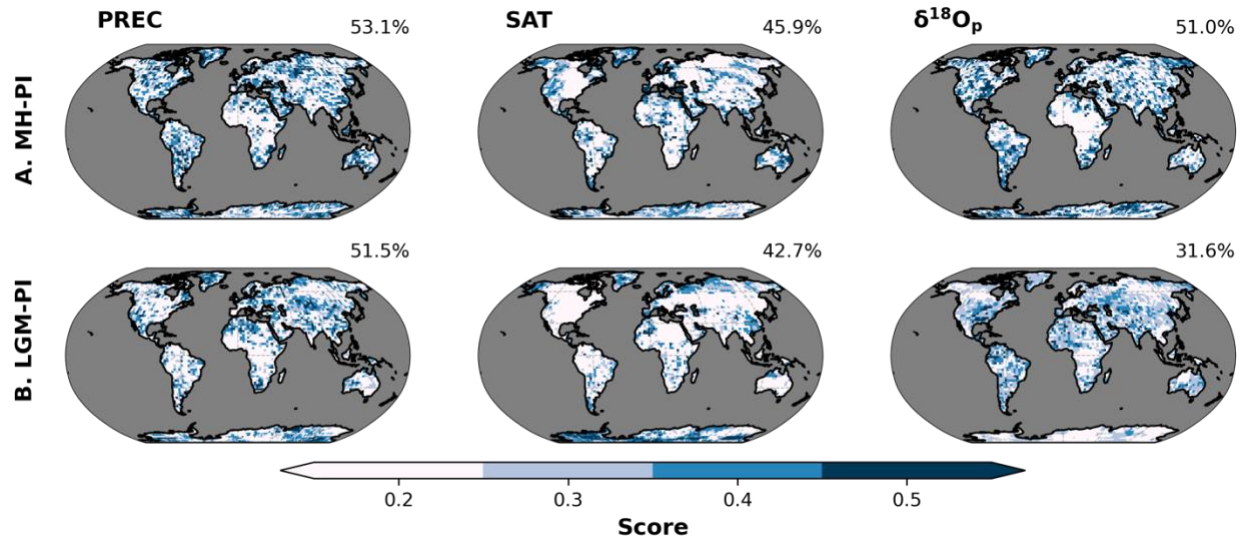 PREC SAT δ¹⁸Oₚ
53.1% 45.9% 51.0%
A. MH-PI
51.5% 42.7% 31.6%
B. LGM-PI
0.2 0.3 0.4 0.5
Score